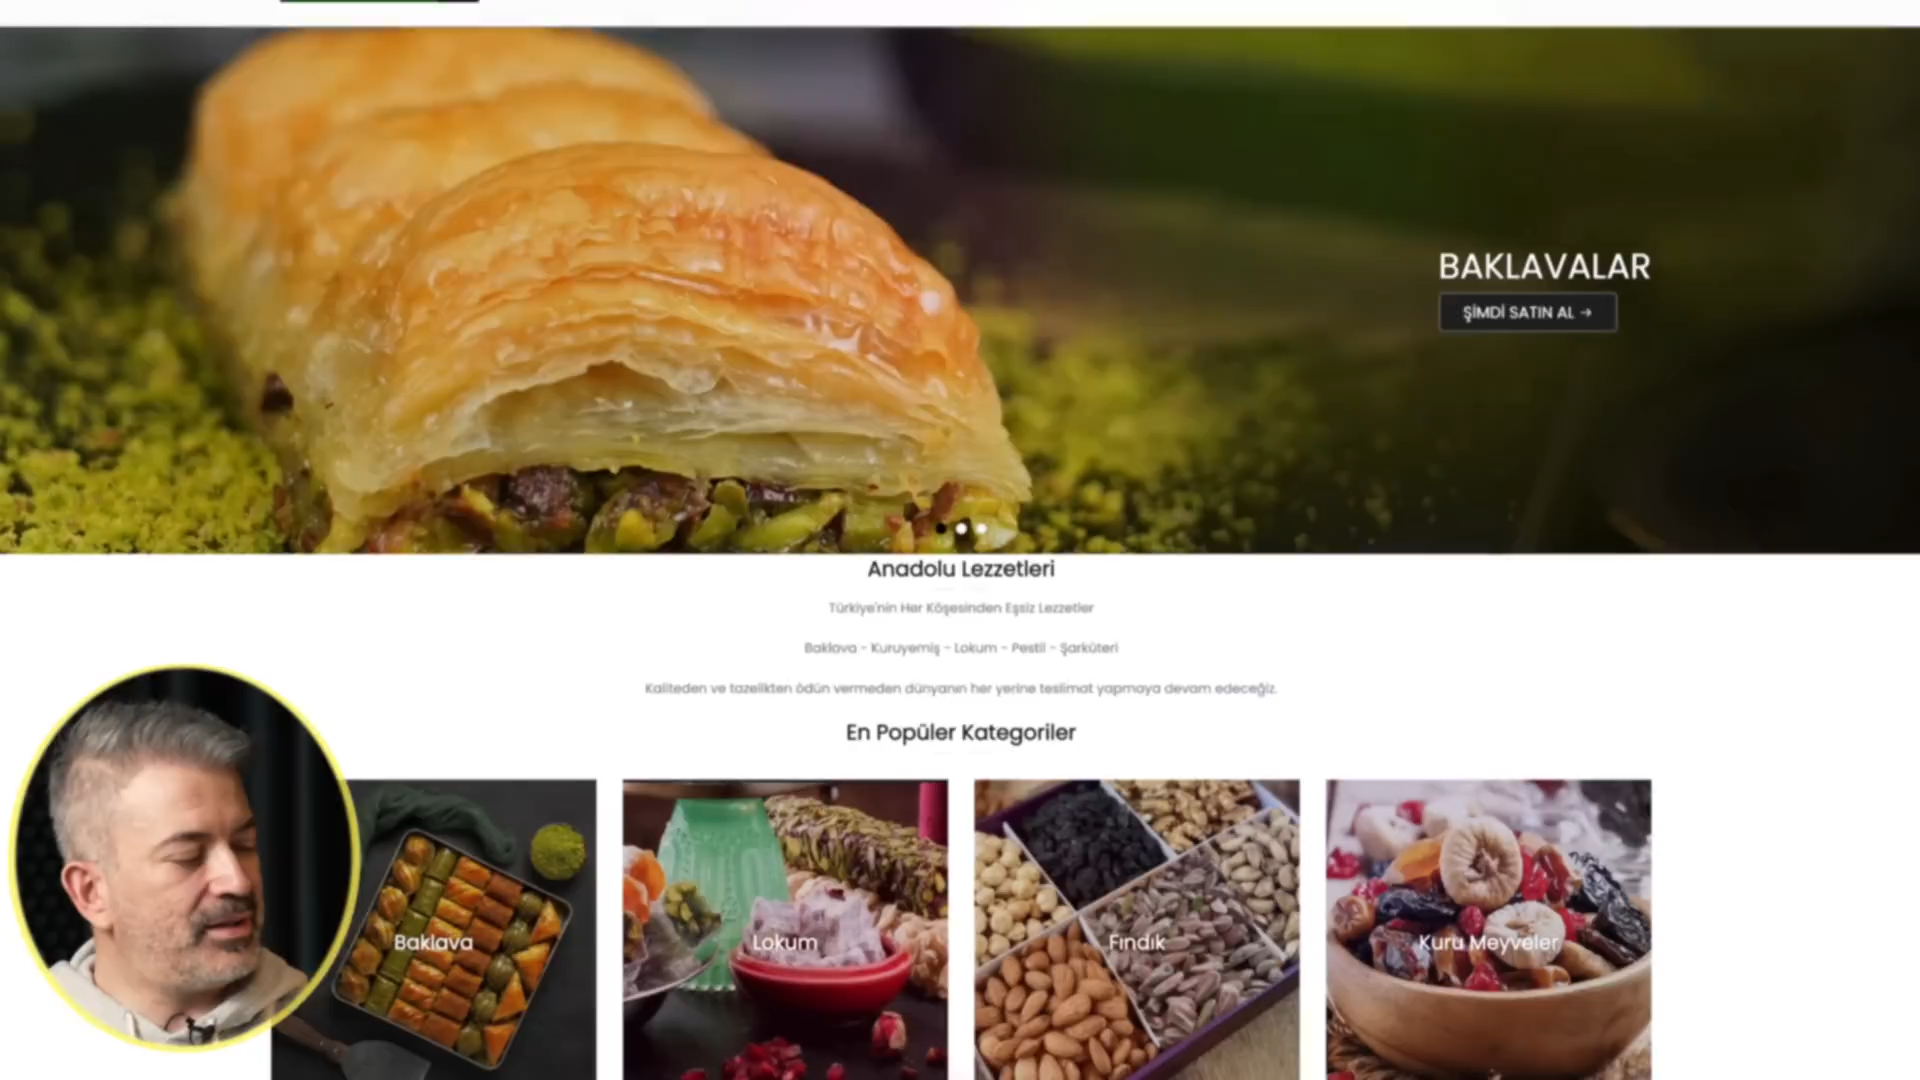 BAKLAVALAR
ŞİMDİ SATIN AL →
Anadolu Lezzetleri
Türkiye'nin Her Köşesinden Eşsiz Lezzetler
Baklava - Kuruyemiş - Lokum - Pestil - Şarküteri
Kaliteden ve tazelikten ödün vermeden dünyanın her yerine teslimat yapmaya devam edeceğiz.
En Popüler Kategoriler
Baklava
Lokum
Fındık
Kuru Meyveler